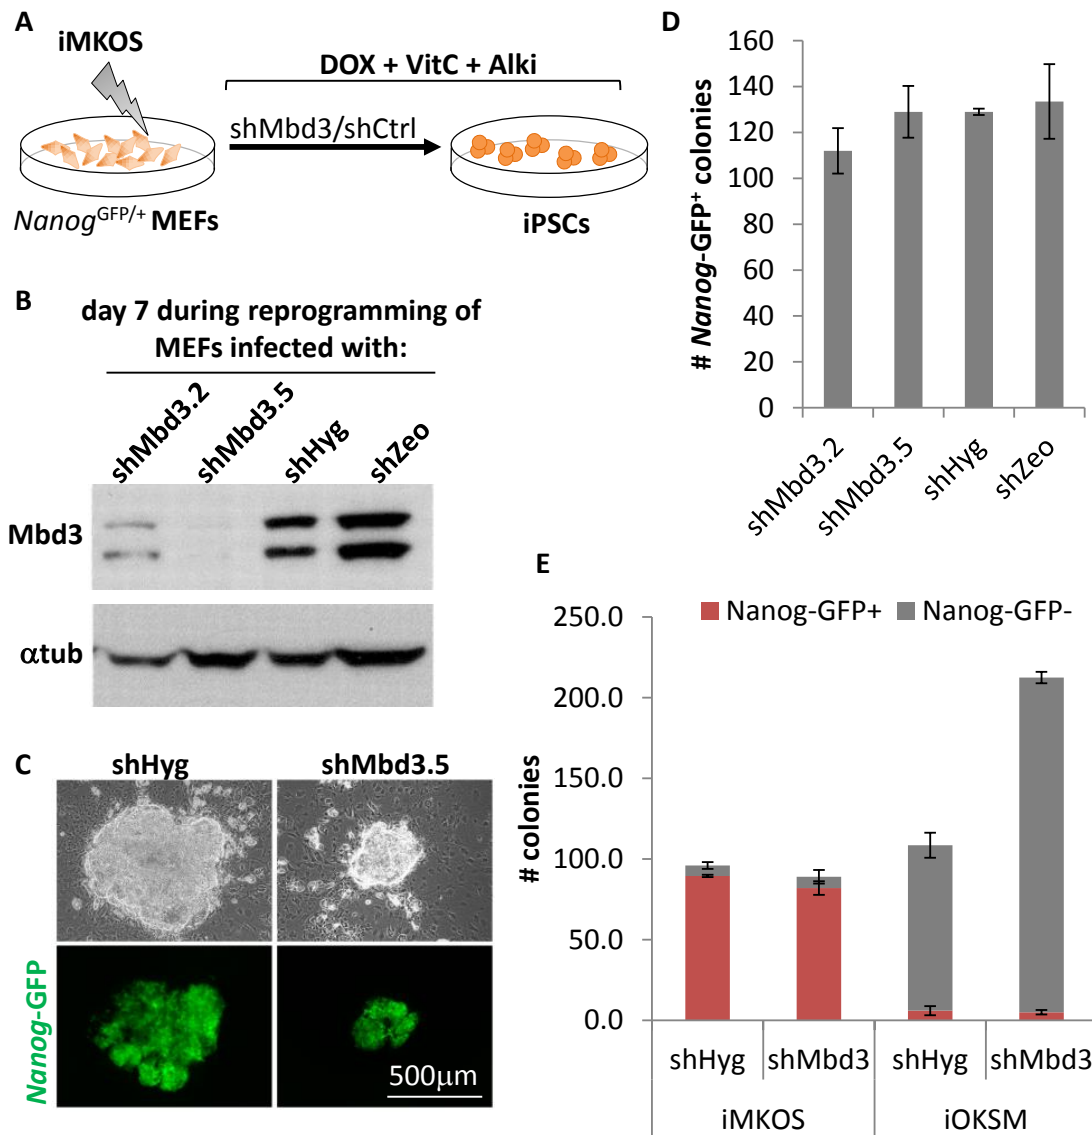 A
iMKOS
DOX + VitC + Alki
shMbd3/shCtrl
Nanog^GFP/+ MEFs
iPSCs
B
day 7 during reprogramming of
MEFs infected with:
shMbd3.2
shMbd3.5
shHyg
shZeo
Mbd3
αtub
C
shHyg
shMbd3.5
Nanog-GFP
500μm
D
# Nanog-GFP⁺ colonies
160
140
120
100
80
60
40
20
0
shMbd3.2
shMbd3.5
shHyg
shZeo
E
Nanog-GFP+
Nanog-GFP-
# colonies
250.0
200.0
150.0
100.0
50.0
0.0
shHyg
shMbd3
shHyg
shMbd3
iMKOS
iOKSM